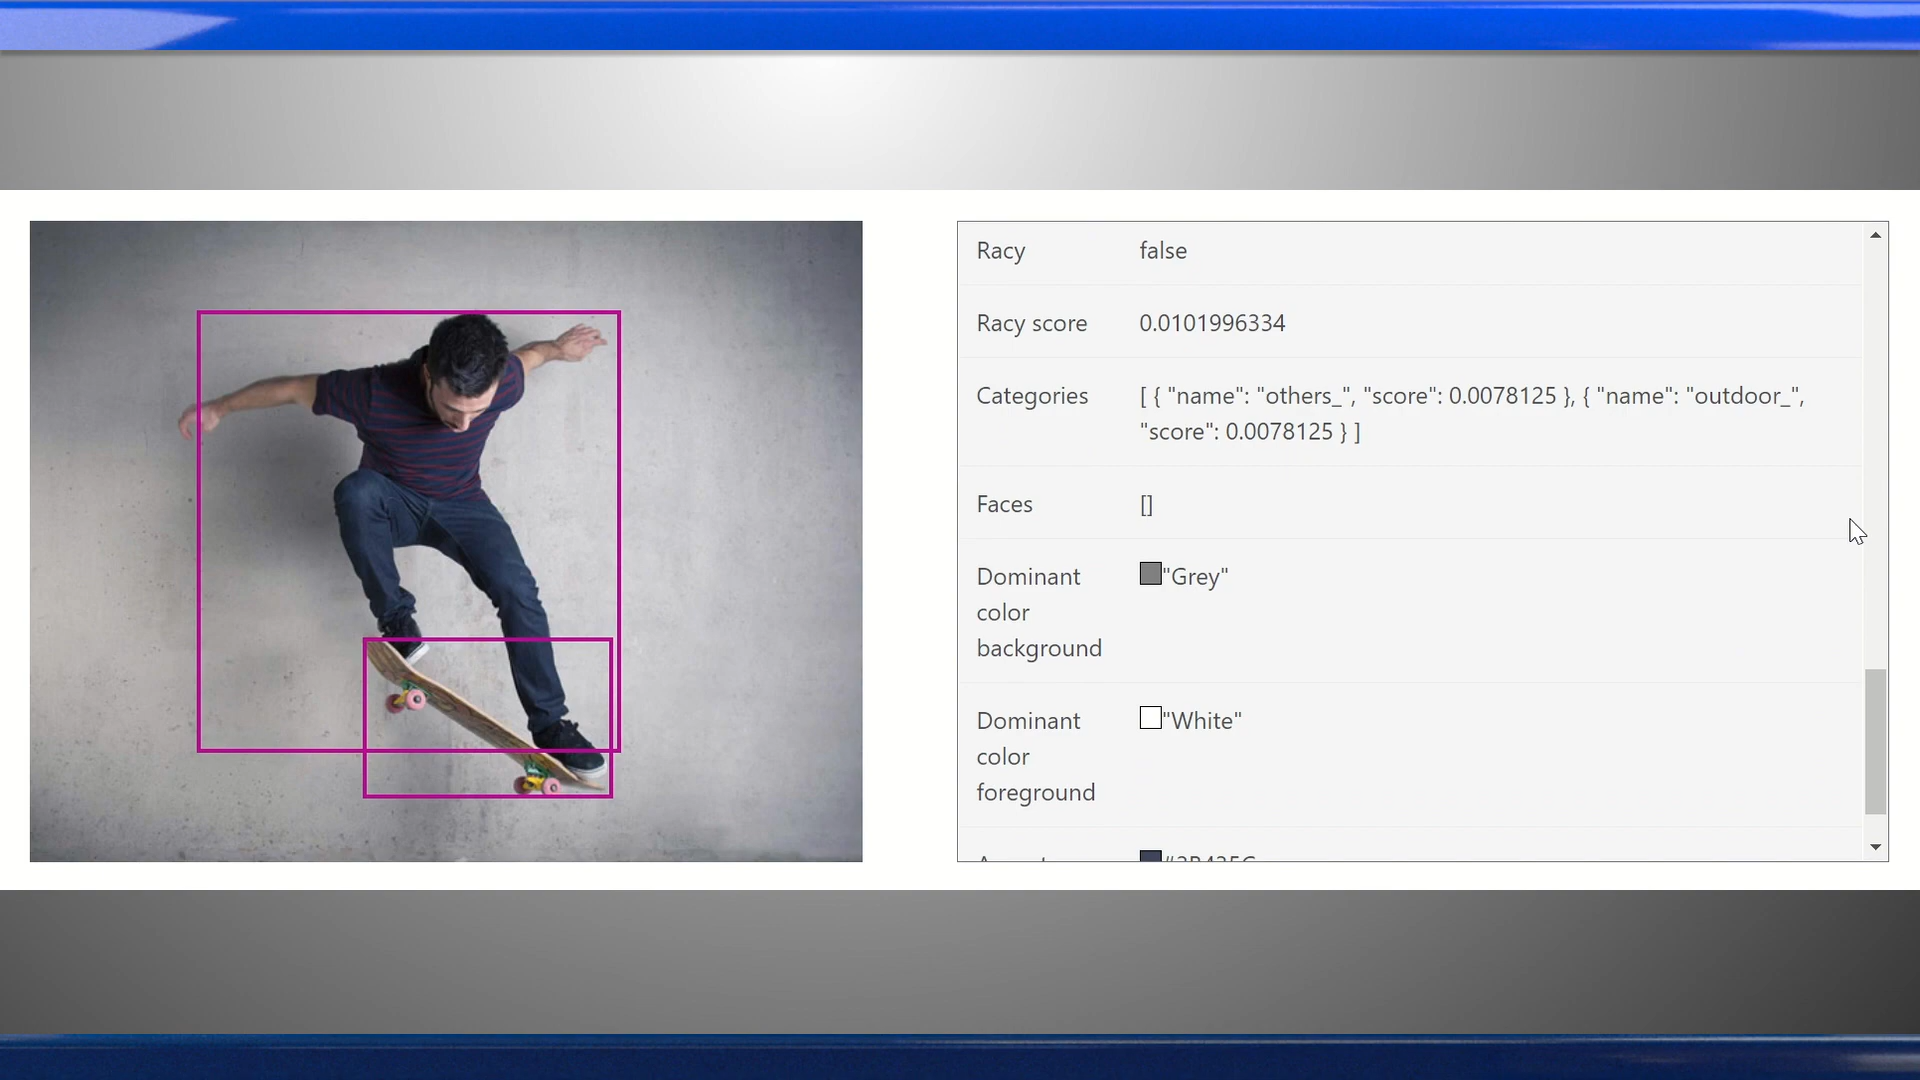 Racy false
Racy score 0.0101996334
Categories [ { "name": "others_", "score": 0.0078125 }, { "name": "outdoor_",
"score": 0.0078125 } ]
Faces []
Dominant "Grey"
color
background
Dominant "White"
color
foreground